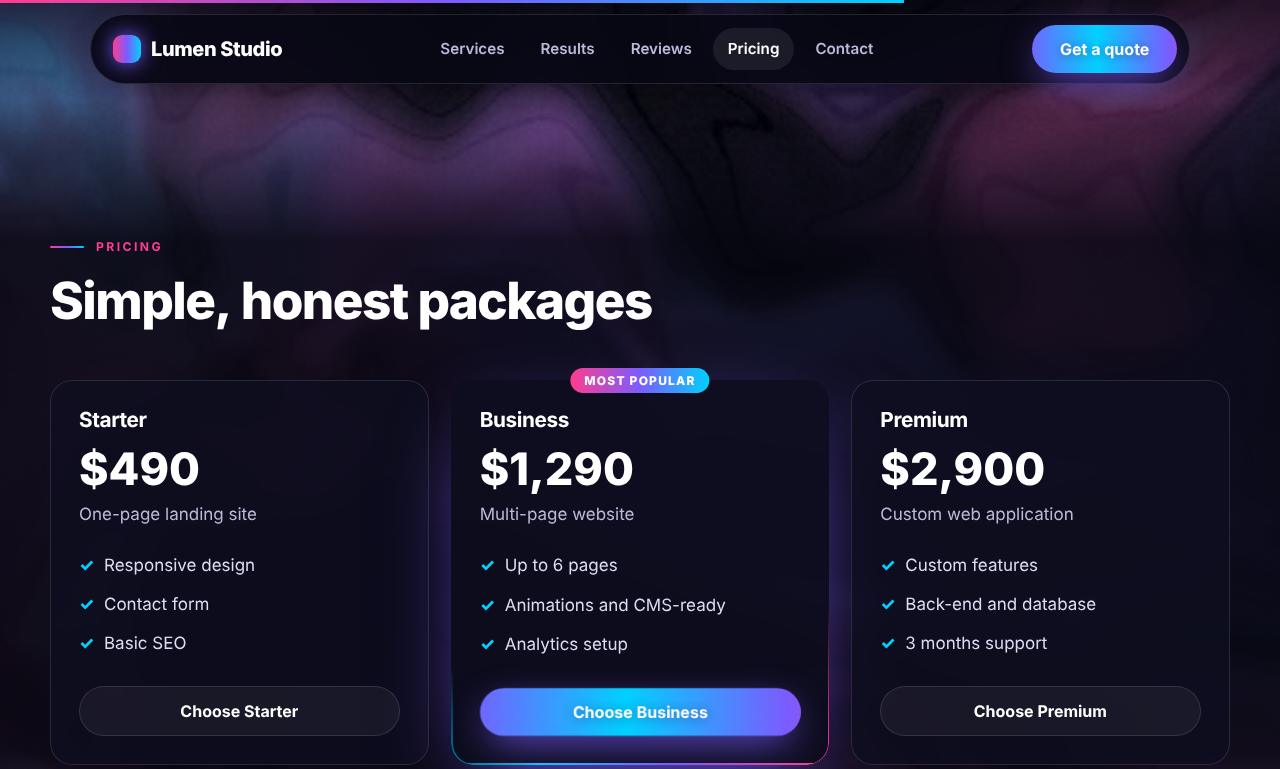 Lumen Studio
Services
Results
Reviews
Pricing
Contact
Get a quote
PRICING
Simple, honest packages
Starter
$490
One-page landing site
Responsive design
Contact form
Basic SEO
Choose Starter
MOST POPULAR
Business
$1,290
Multi-page website
Up to 6 pages
Animations and CMS-ready
Analytics setup
Choose Business
Premium
$2,900
Custom web application
Custom features
Back-end and database
3 months support
Choose Premium